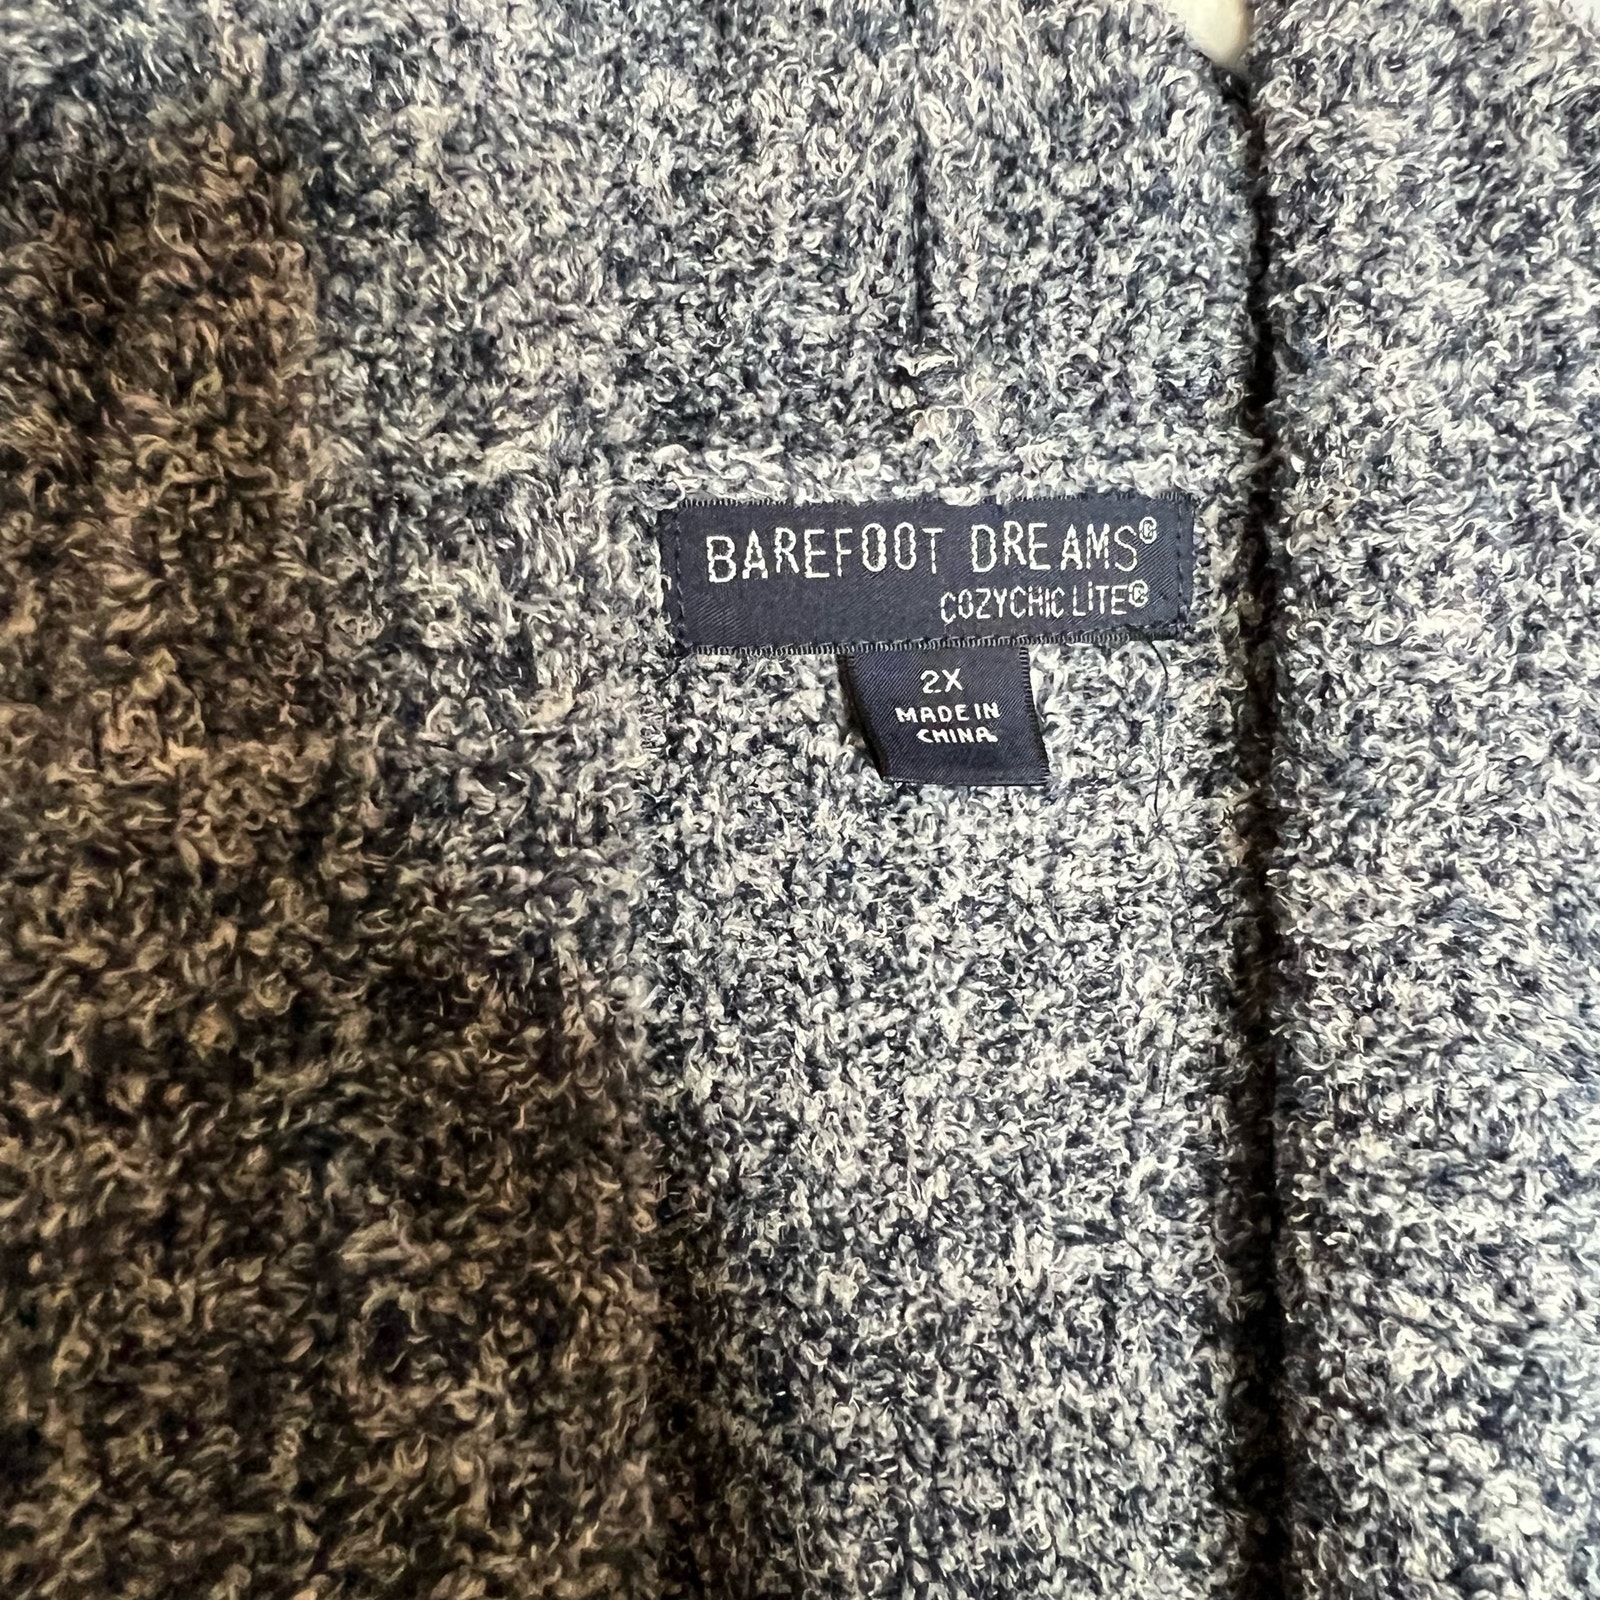 BAREFOOT DREAMS®
COZYCHIC LiTE®
2X
MADE IN
CHINA